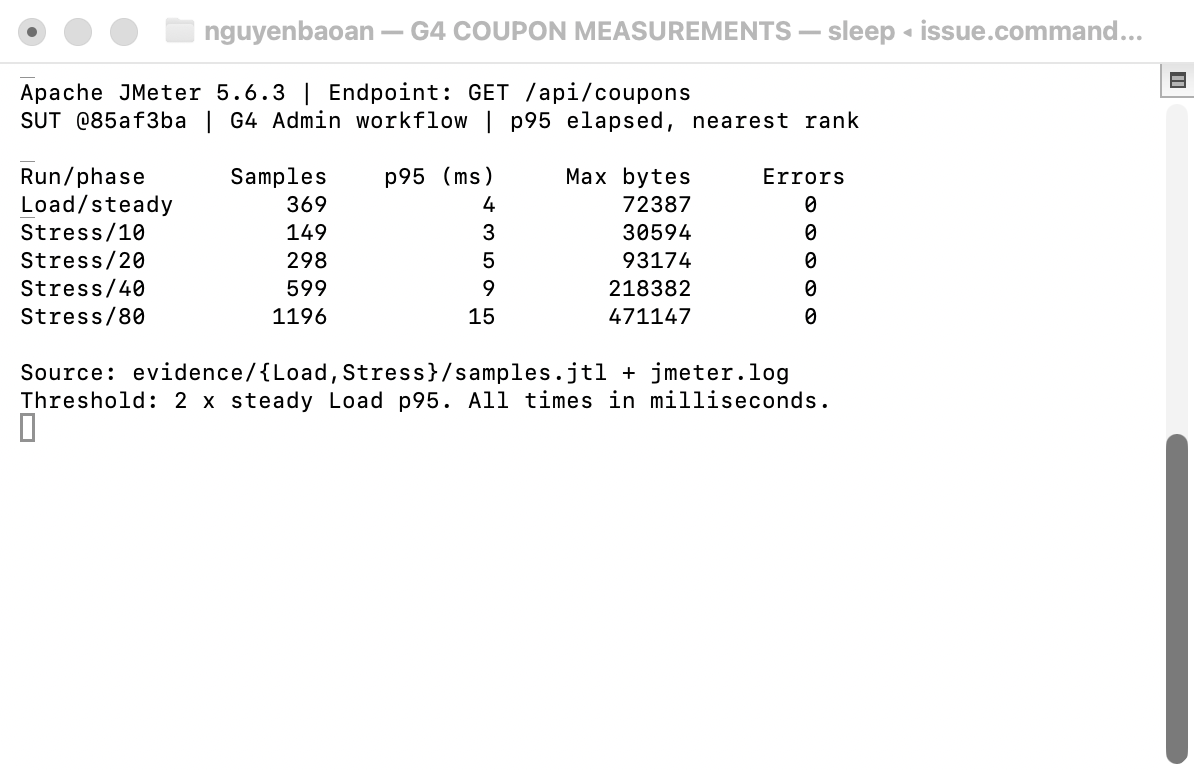 nguyenbaoan — G4 COUPON MEASUREMENTS — sleep ◂ issue.command...
Apache JMeter 5.6.3 | Endpoint: GET /api/coupons
SUT @85af3ba | G4 Admin workflow | p95 elapsed, nearest rank
Run/phase      Samples    p95 (ms)     Max bytes     Errors
Load/steady        369           4         72387        0
Stress/10          149           3         30594        0
Stress/20          298           5         93174        0
Stress/40          599           9        218382        0
Stress/80         1196          15        471147        0
Source: evidence/{Load,Stress}/samples.jtl + jmeter.log
Threshold: 2 x steady Load p95. All times in milliseconds.